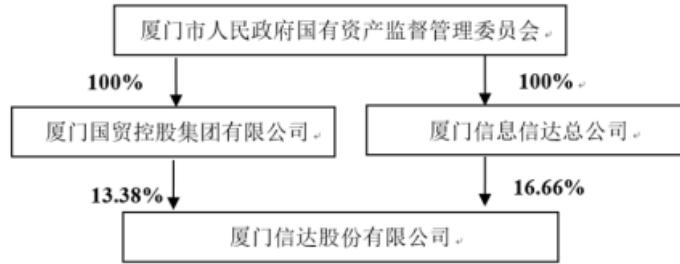 厦门市人民政府国有资产监督管理委员会
100% 100%
厦门国贸控股集团有限公司 厦门信息信达总公司
13.38% 16.66%
厦门信达股份有限公司